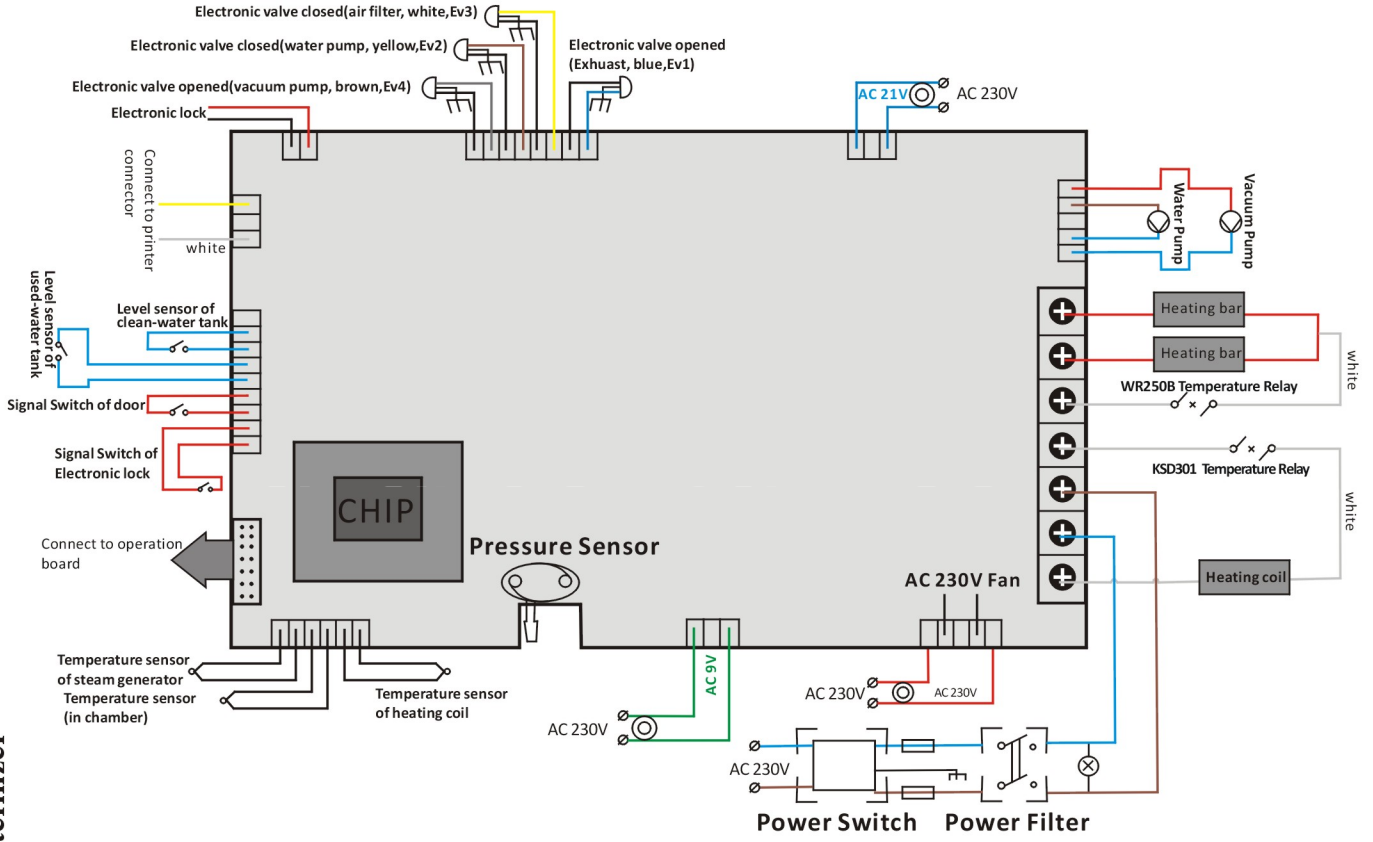 Electronic valve closed(air filter, white,Ev3)
Electronic valve closed(water pump, yellow,Ev2)
Electronic valve opened
(Exhuast, blue,Ev1)
Electronic valve opened(vacuum pump, brown,Ev4)
Electronic lock
AC 21V
AC 230V
Connect to printer
connector
white
Water Pump
Vacuum Pump
Level sensor of
used-water tank
Level sensor of
clean-water tank
Signal Switch of door
Signal Switch of
Electronic lock
Heating bar
Heating bar
white
WR250B Temperature Relay
KSD301 Temperature Relay
white
CHIP
Connect to operation
board
Pressure Sensor
AC 230V Fan
Heating coil
Temperature sensor
of steam generator
Temperature sensor
(in chamber)
Temperature sensor
of heating coil
AC 9V
AC 230V
AC 230V
AC 230V
AC 230V
Power Switch
Power Filter